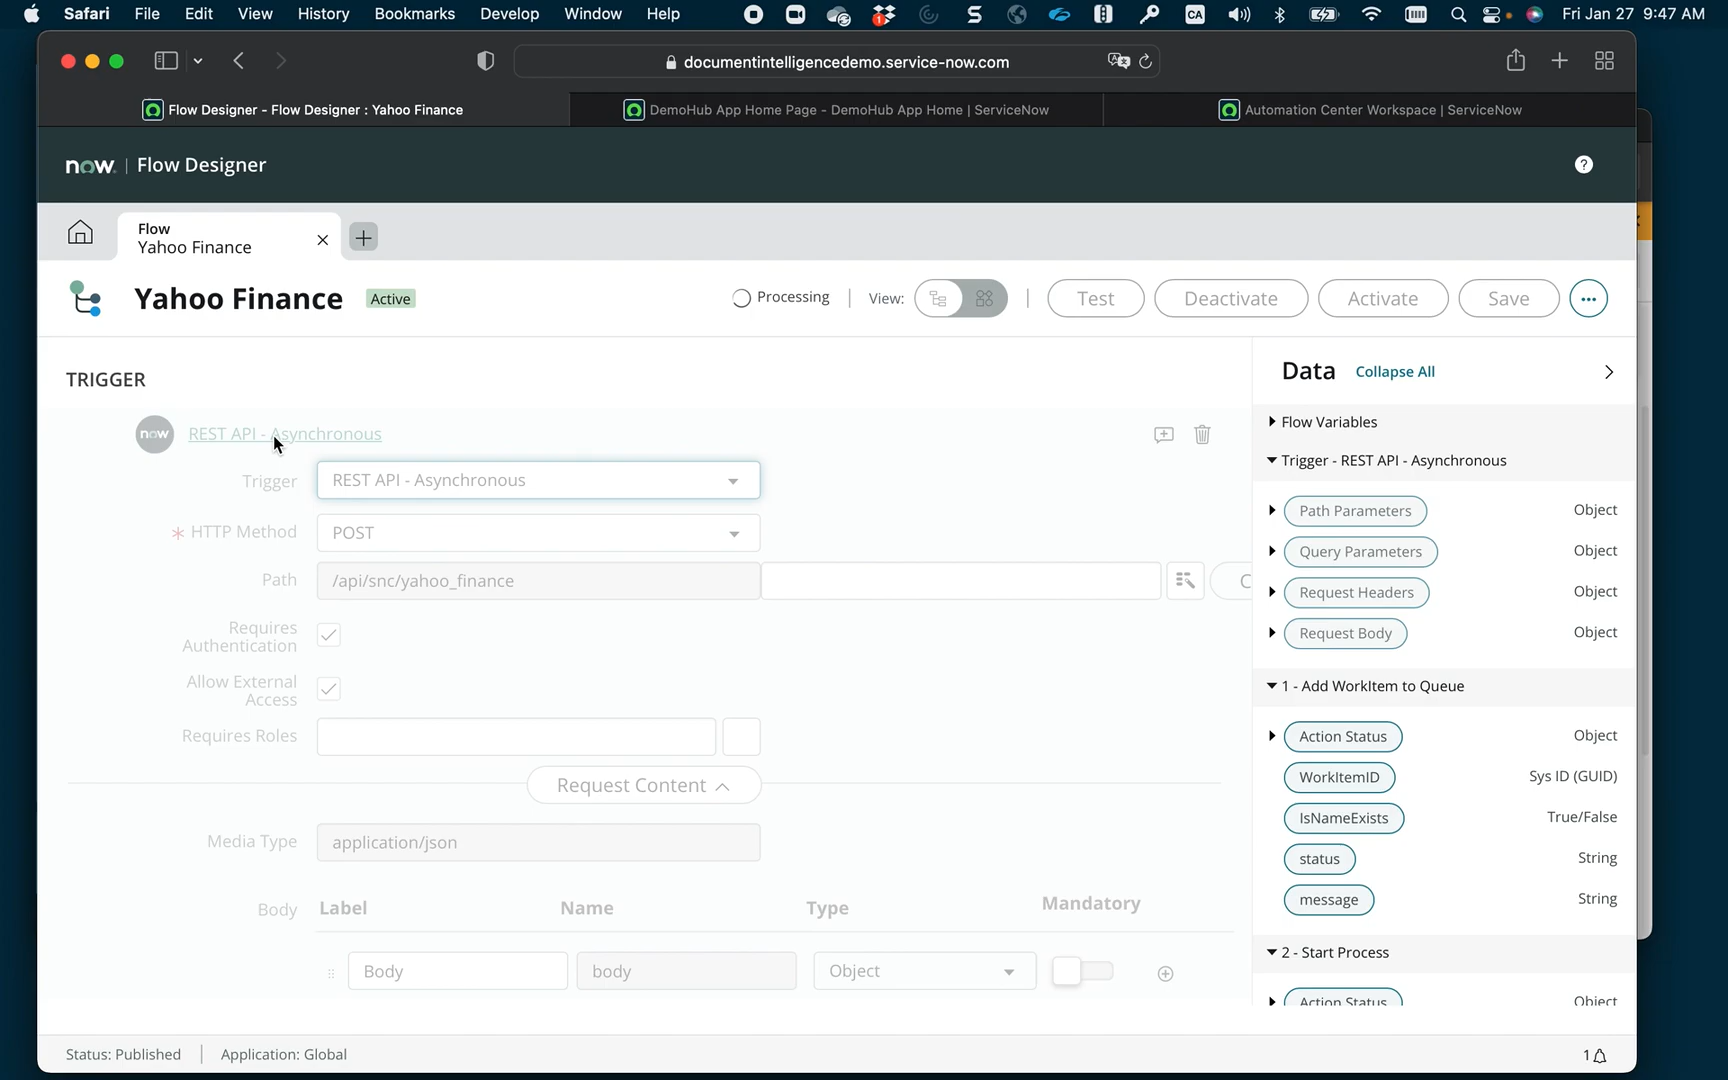 Safari File Edit View History Bookmarks Develop Window Help 1 S CA Fri Jan 27 9:47 AM
documentintelligencedemo.service-now.com
Flow Designer - Flow Designer : Yahoo Finance
DemoHub App Home Page - DemoHub App Home | ServiceNow
Automation Center Workspace | ServiceNow
now. | Flow Designer ?
Flow
Yahoo Finance
Yahoo Finance Active Processing View: Test Deactivate Activate Save
TRIGGER
now REST API - Asynchronous
Trigger REST API - Asynchronous
* HTTP Method POST
Path /api/snc/yahoo_finance
Requires
Authentication
Allow External
Access
Requires Roles
Request Content
Media Type application/json
Body Label Name Type Mandatory
Body body Object
Data Collapse All
Flow Variables
Trigger - REST API - Asynchronous
Path Parameters Object
Query Parameters Object
Request Headers Object
Request Body Object
1 - Add WorkItem to Queue
Action Status Object
WorkItemID Sys ID (GUID)
IsNameExists True/False
status String
message String
2 - Start Process
Action Status Object
Status: Published Application: Global 1